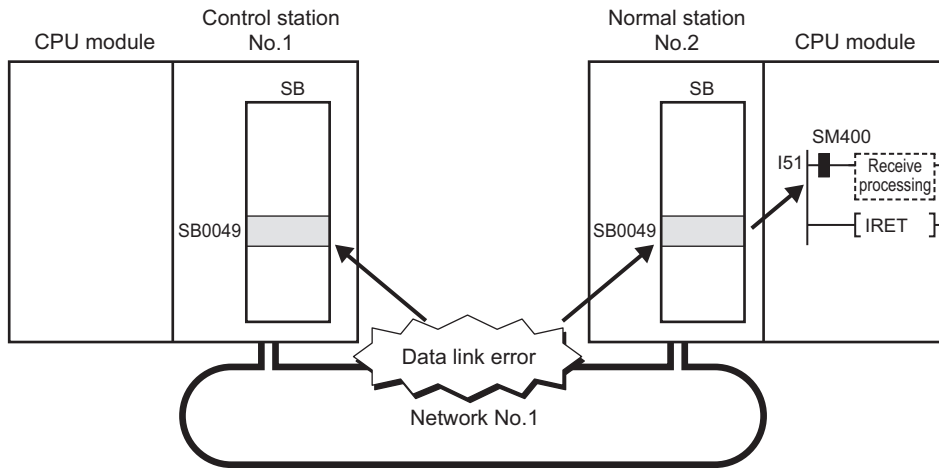 Control station
No.1
Normal station
No.2
CPU module
CPU module
SB
SB
SM400
I51
Receive
processing
SB0049
SB0049
IRET
Data link error
Network No.1